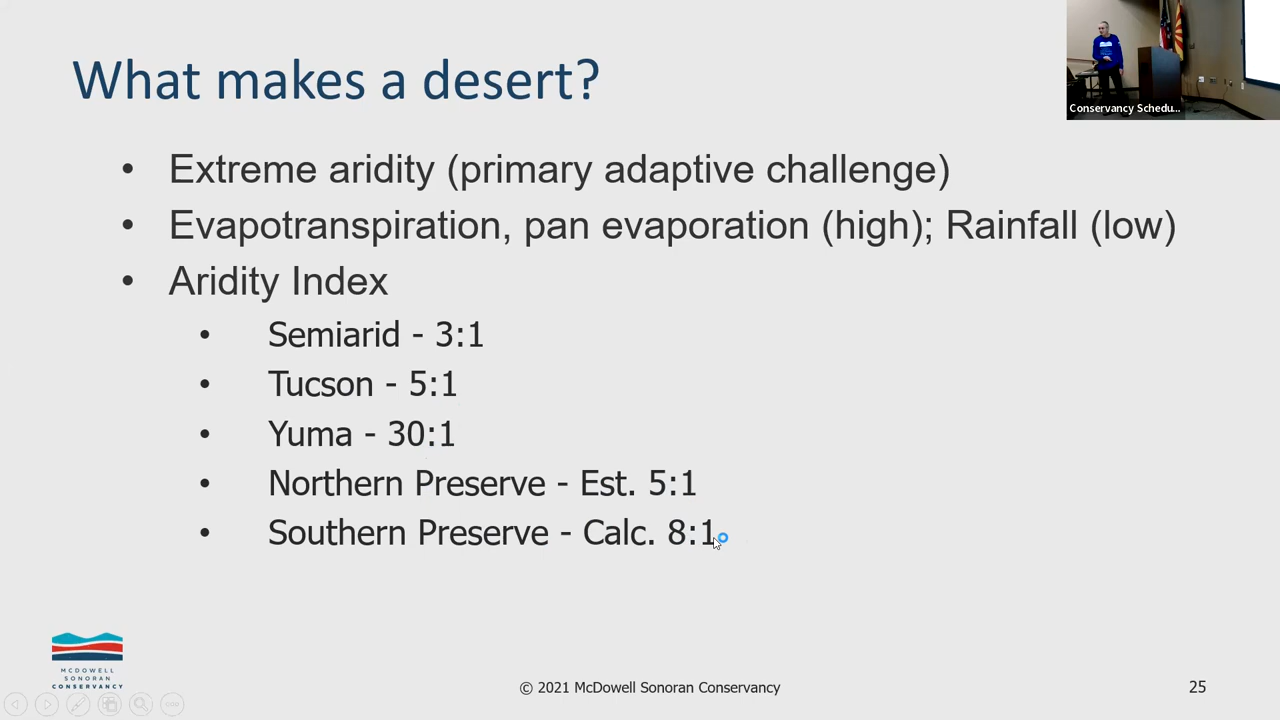 What makes a desert?
Conservancy Schedu...
• Extreme aridity (primary adaptive challenge)
• Evapotranspiration, pan evaporation (high); Rainfall (low)
• Aridity Index
• Semiarid - 3:1
• Tucson - 5:1
• Yuma - 30:1
• Northern Preserve - Est. 5:1
• Southern Preserve - Calc. 8:1
MCDOWELL
SONORAN
CONSERVANCY
© 2021 McDowell Sonoran Conservancy
25